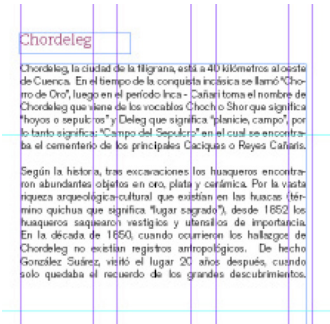 Chordeleg
Chordeleg, la ciudad de la filigrana, está a 40 kilómetros al oeste
de Cuenca. En el tiempo de la conquista incásica se llamó "Cho-
rro de Oro", luego en el período Inca - Cañari toma el nombre de
Chordeleg que viene de los vocablos Choch o Shor que significa
"hoyos o sepulcros" y Deleg que significa "planicie, campo", por
lo tanto significa: "Campo del Sepulcro" en el cual se encontra-
ba el cementerio de los principales Caciques o Reyes Cañaris.
Según la historia, tras excavaciones los huaqueros encontra-
ron abundantes objetos en oro, plata y cerámica. Por la vasta
riqueza arqueológica-cultural que existían en las huacas (tér-
mino quichua que significa "lugar sagrado"), desde 1852 los
huaqueros saquearon vestigios y utensilios de importancia.
En la década de 1850, cuando ocurrieron los hallazgos de
Chordeleg no existían registros antropológicos. De hecho
González Suárez, visitó el lugar 20 años después, cuando
solo quedaba el recuerdo de los grandes descubrimientos.